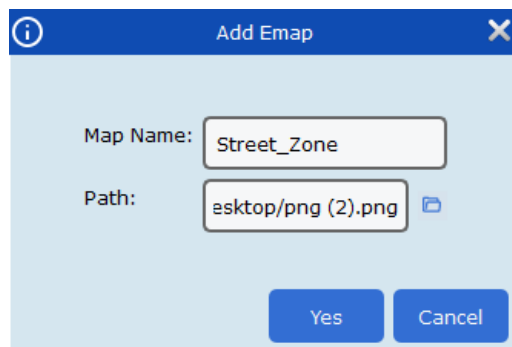 Add Emap
Map Name: Street_Zone
Path: esktop/png (2).png
Yes Cancel